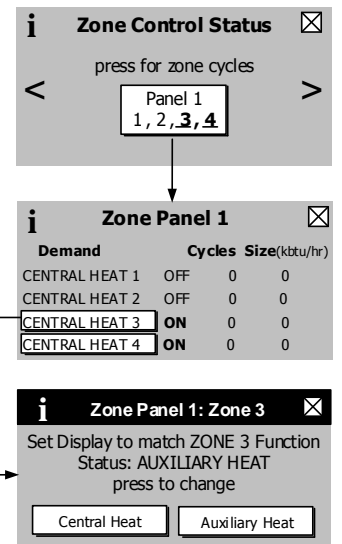 i Zone Control Status
press for zone cycles
< >
Panel 1
1, 2, 3, 4
i Zone Panel 1
Demand Cycles Size(kbtu/hr)
CENTRAL HEAT 1 OFF 0 0
CENTRAL HEAT 2 OFF 0 0
CENTRAL HEAT 3 ON 0 0
CENTRAL HEAT 4 ON 0 0
i Zone Panel 1: Zone 3
Set Display to match ZONE 3 Function
Status: AUXILIARY HEAT
press to change
Central Heat Auxiliary Heat